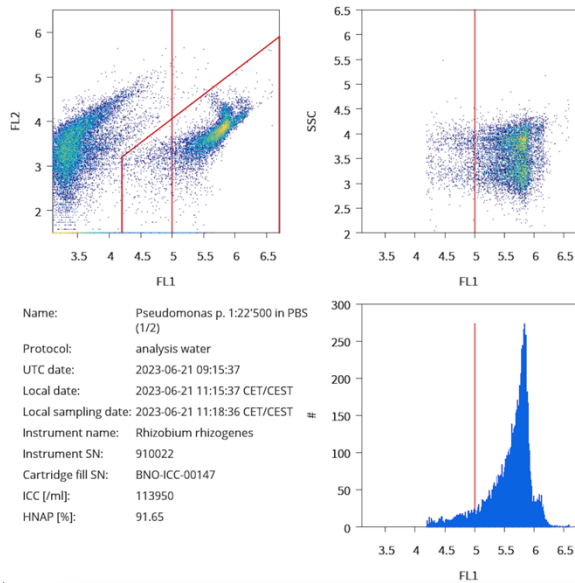 6.5
6
5
4
3
2
FL2
3.5 4 4.5 5 5.5 6 6.5
FL1
6.5
6
5.5
5
4.5
4
3.5
3
2.5
2
SSC
3.5 4 4.5 5 5.5 6 6.5
FL1
Name: Pseudomonas p. 1:22'500 in PBS
(1/2)
Protocol: analysis water
UTC date: 2023-06-21 09:15:37
Local date: 2023-06-21 11:15:37 CET/CEST
Local sampling date: 2023-06-21 11:18:36 CET/CEST
Instrument name: Rhizobium rhizogenes
Instrument SN: 910022
Cartridge fill SN: BNO-ICC-00147
ICC [/ml]: 113950
HNAP [%]: 91.65
300
250
200
150
100
50
0
#
3.5 4 4.5 5 5.5 6 6.5
FL1